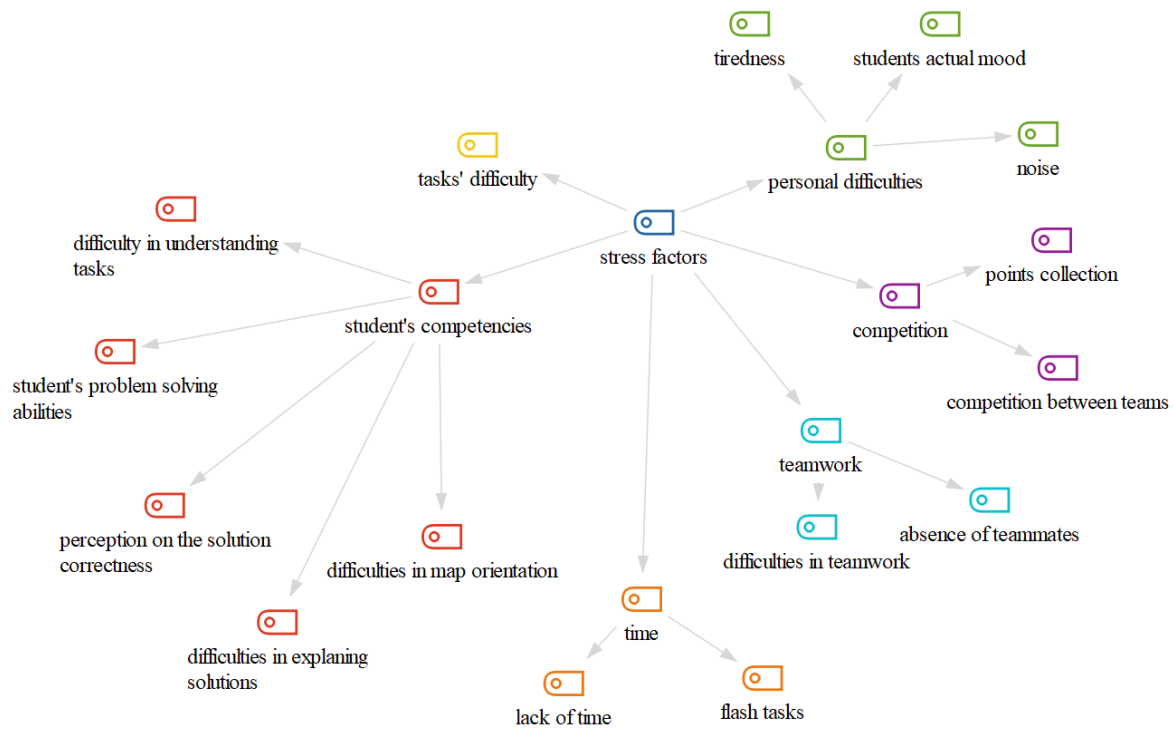 tiredness
students actual mood
tasks' difficulty
personal difficulties
noise
difficulty in understanding
tasks
stress factors
points collection
student's competencies
competition
student's problem solving
abilities
competition between teams
teamwork
perception on the solution
correctness
difficulties in map orientation
difficulties in teamwork
absence of teammates
difficulties in explaning
solutions
time
lack of time
flash tasks